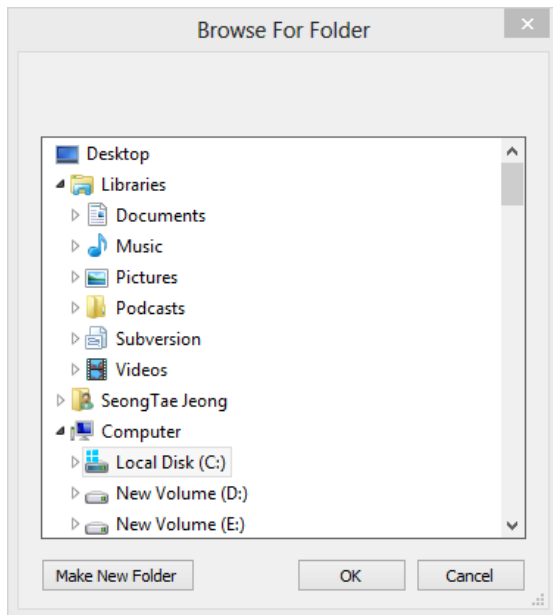 Browse For Folder
Desktop
Libraries
Documents
Music
Pictures
Podcasts
Subversion
Videos
SeongTae Jeong
Computer
Local Disk (C:)
New Volume (D:)
New Volume (E:)
Make New Folder OK Cancel